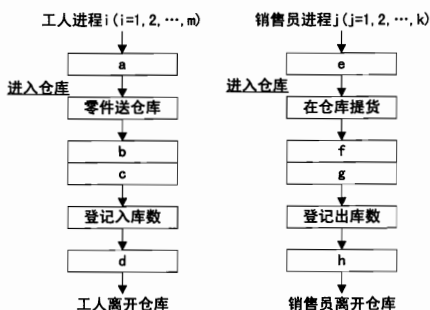 工人进程i(i=1,2,…,m)
a
进入仓库
零件送仓库
b
c
登记入库数
d
工人离开仓库
销售员进程j(j=1,2,…,k)
e
进入仓库
在仓库提货
f
g
登记出库数
h
销售员离开仓库